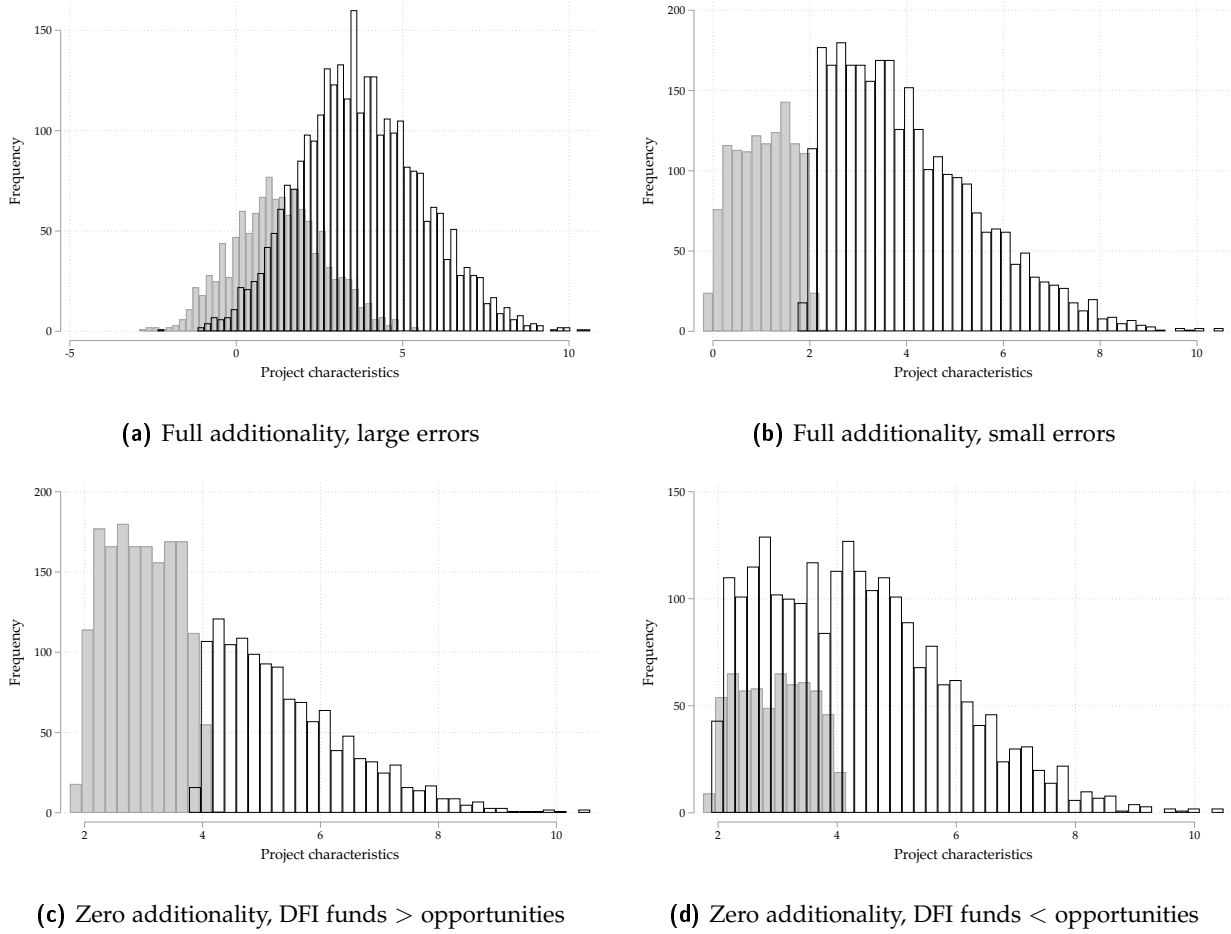 150
100
50
0
Frequency
-5 0 5 10
Project characteristics
(a) Full additionality, large errors
200
150
100
50
0
Frequency
0 2 4 6 8 10
Project characteristics
(b) Full additionality, small errors
200
150
100
50
0
Frequency
2 4 6 8 10
Project characteristics
(c) Zero additionality, DFI funds > opportunities
150
100
50
0
Frequency
2 4 6 8 10
Project characteristics
(d) Zero additionality, DFI funds < opportunities